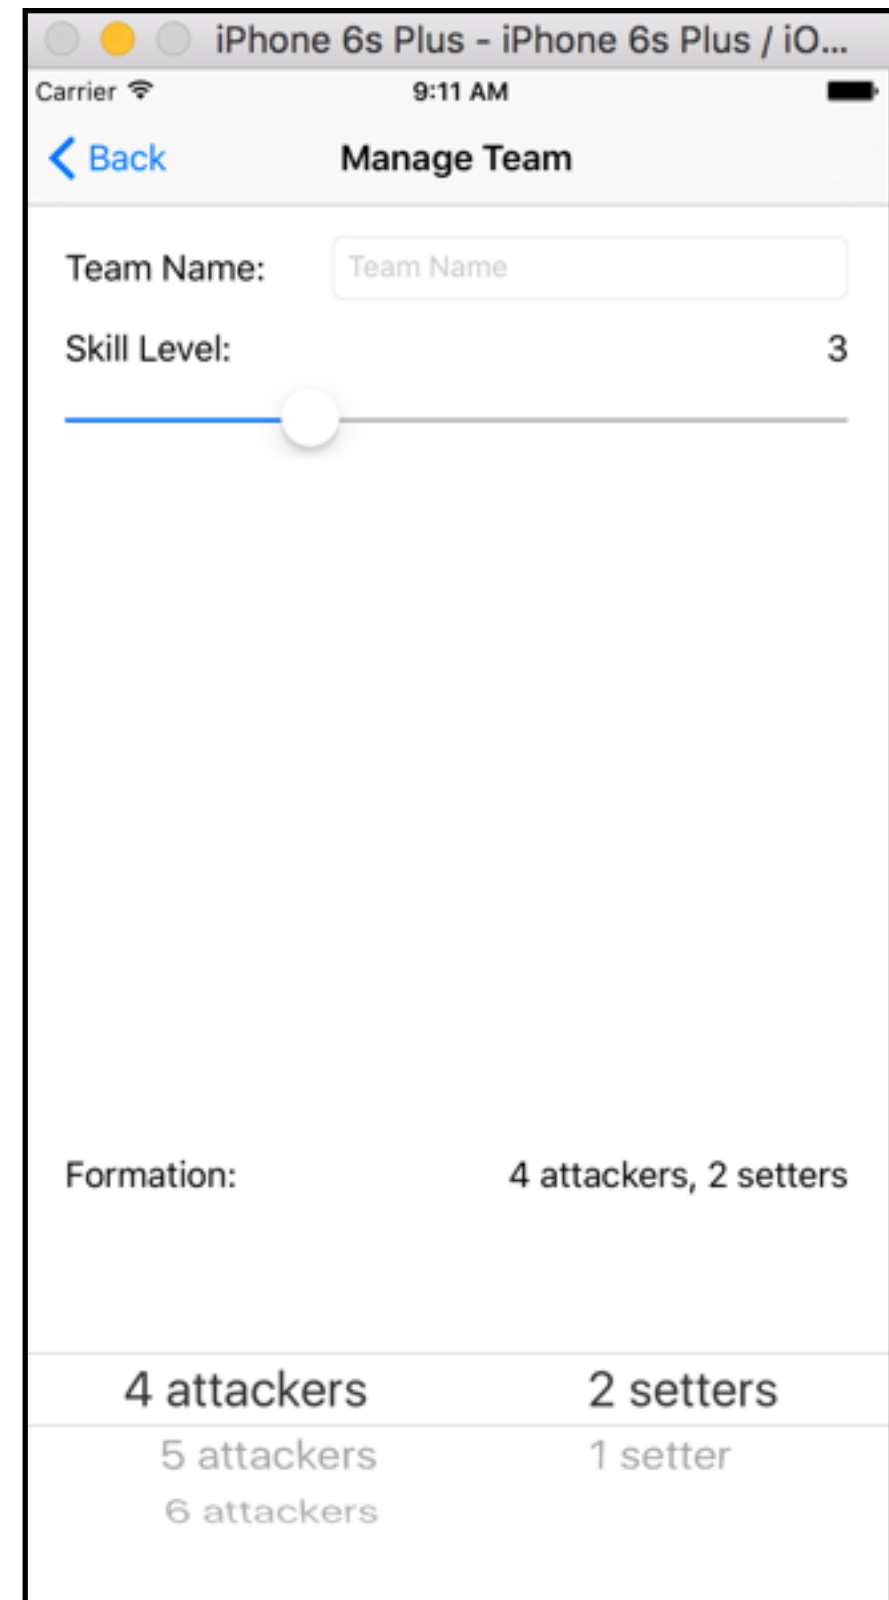 iPhone 6s Plus - iPhone 6s Plus / iO...
Carrier 9:11 AM
Back Manage Team
Team Name: Team Name
Skill Level: 3
Formation: 4 attackers, 2 setters
4 attackers 2 setters
5 attackers 1 setter
6 attackers